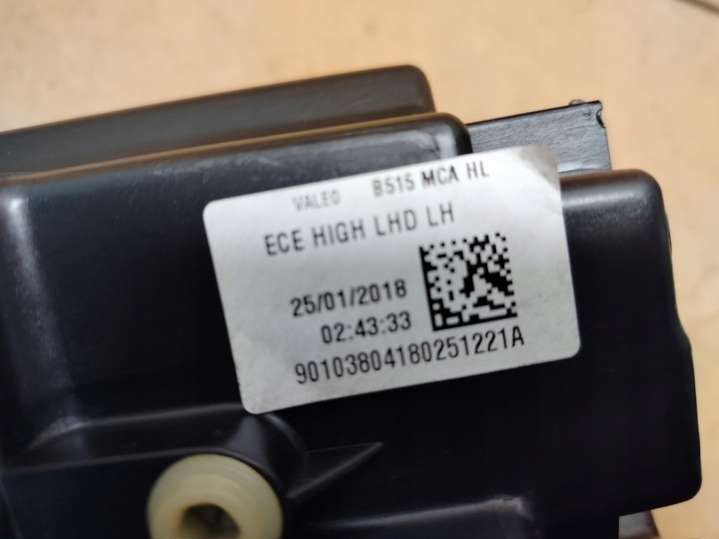 VALEO B515 MCA HL
ECE HIGH LHD LH
25/01/2018
02:43:33
90103804180251221A